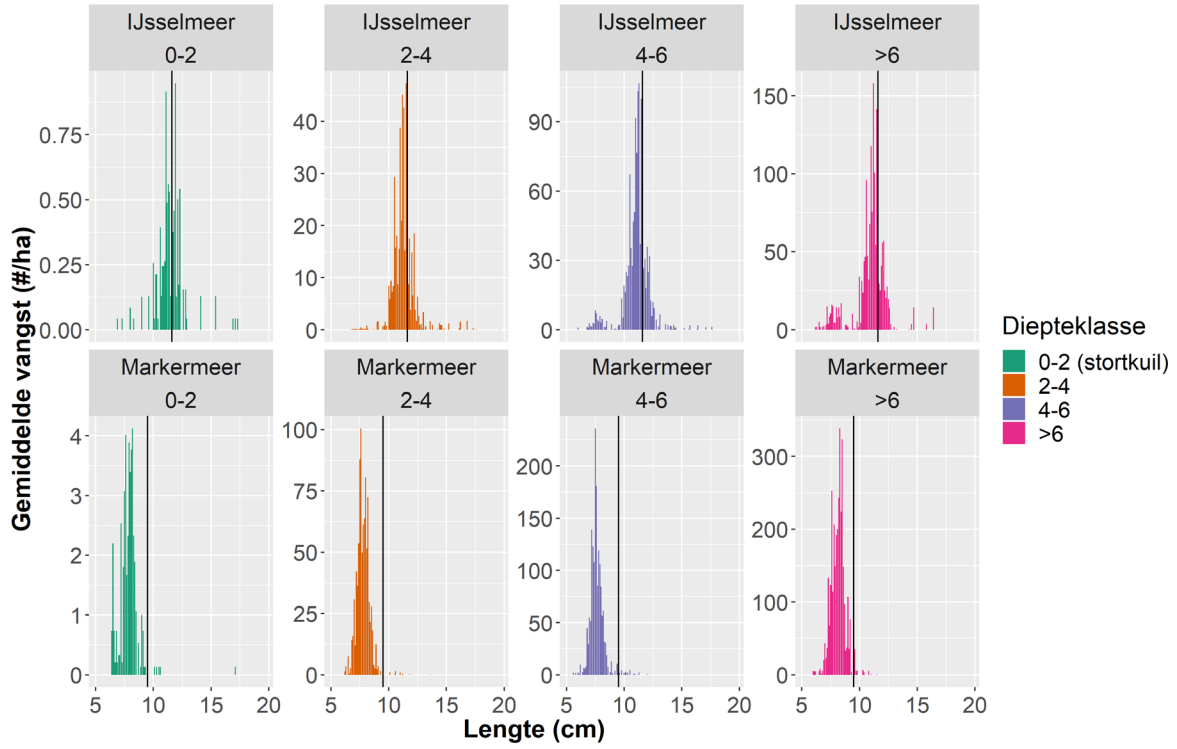 IJsselmeer
0-2
IJsselmeer
2-4
IJsselmeer
4-6
IJsselmeer
>6
0.75
0.50
0.25
0.00
40
30
20
10
0
90
60
30
0
150
100
50
0
Gemiddelde vangst (#/ha)
Markermeer
0-2
Markermeer
2-4
Markermeer
4-6
Markermeer
>6
4
3
2
1
0
100
75
50
25
0
200
150
100
50
0
300
200
100
0
5 10 15 20
5 10 15 20
5 10 15 20
5 10 15 20
Lengte (cm)
Diepteklasse
0-2 (stortkuil)
2-4
4-6
>6